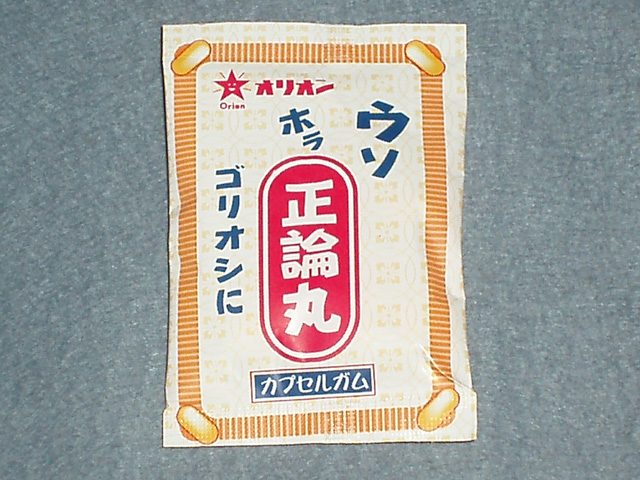 オリオン
Orion
ウソ
ホラ
ゴリオシに
正論丸
カプセルガム